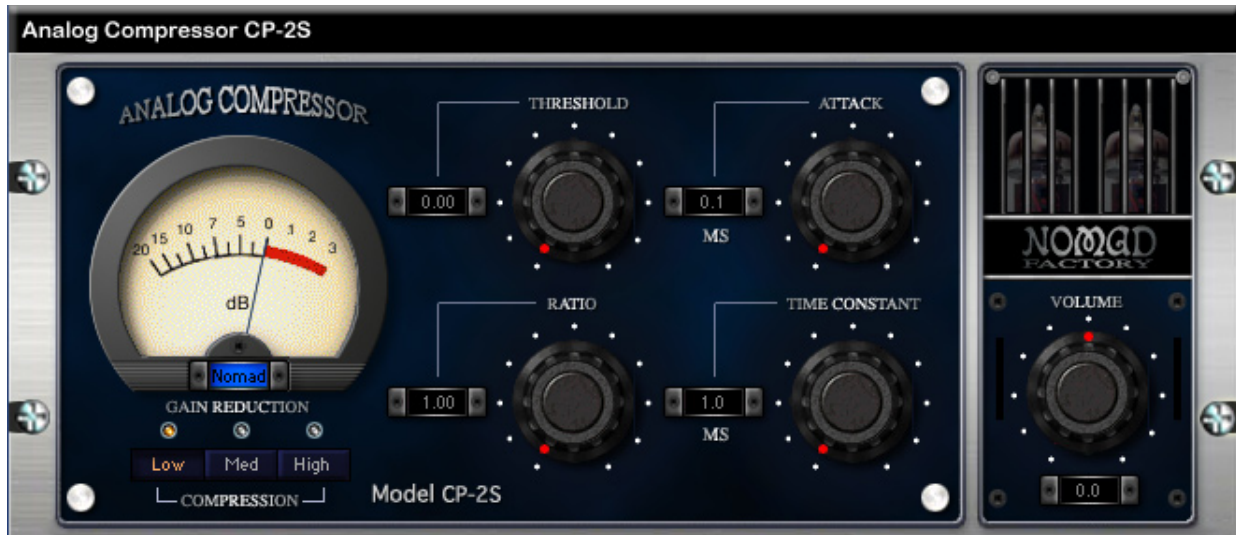 Analog Compressor CP-2S
ANALOG COMPRESSOR
20 15 10 7 5 0 1 2 3
dB
Nomad
GAIN REDUCTION
Low Med High
COMPRESSION
THRESHOLD
0.00
ATTACK
0.1
MS
RATIO
1.00
TIME CONSTANT
1.0
MS
Model CP-2S
NOMAD
FACTORY
VOLUME
0.0